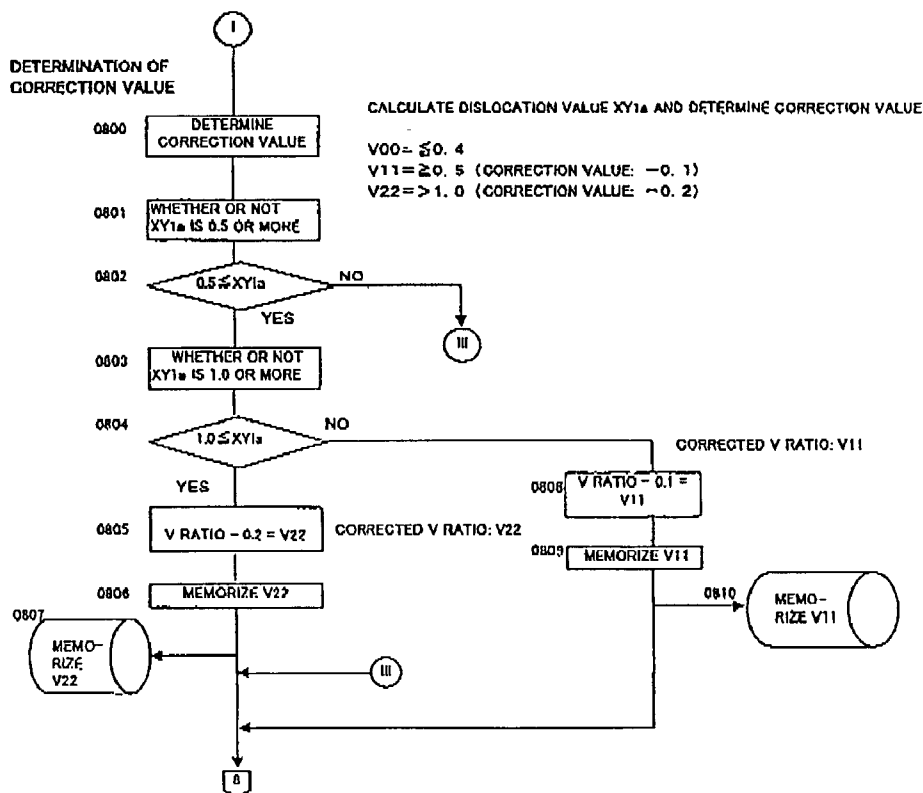 I
DETERMINATION OF
CORRECTION VALUE
CALCULATE DISLOCATION VALUE XY1a AND DETERMINE CORRECTION VALUE
0800
DETERMINE
CORRECTION VALUE
V00= ≦0. 4
V11=≧0. 5 (CORRECTION VALUE: −0. 1)
V22=>1. 0 (CORRECTION VALUE: −0. 2)
0801
WHETHER OR NOT
XY1a IS 0.5 OR MORE
0802
0.5≦XY1a
NO
YES
III
0803
WHETHER OR NOT
XY1a IS 1.0 OR MORE
0804
1.0≦XY1a
NO
YES
CORRECTED V RATIO: V11
0808
V RATIO − 0.1 =
V11
0805
V RATIO − 0.2 = V22
CORRECTED V RATIO: V22
0809
MEMORIZE V11
0806
MEMORIZE V22
0810
MEMO-
RIZE V11
0807
MEMO-
RIZE
V22
III
8